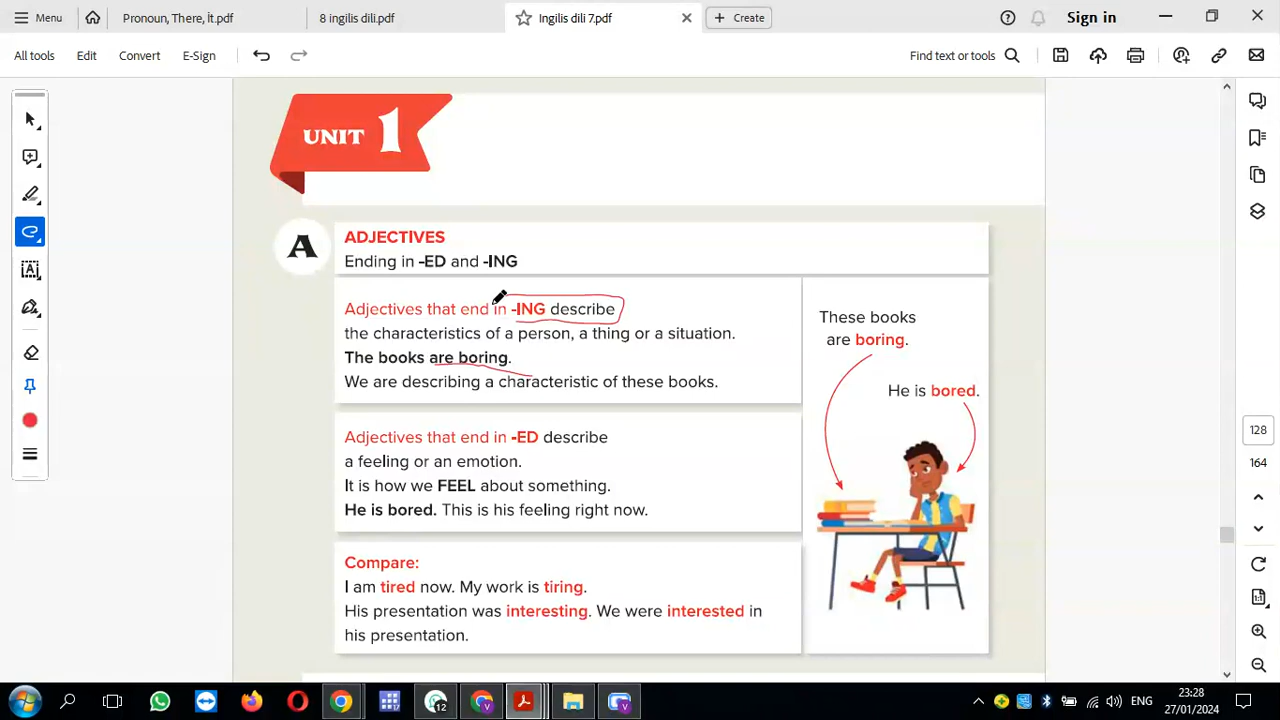 Menu
Pronoun, There, İt.pdf
8 ingilis dili.pdf
Ingilis dili 7.pdf
Create
Sign in
All tools
Edit
Convert
E-Sign
Find text or tools
UNIT 1
A
ADJECTIVES
Ending in -ED and -ING
Adjectives that end in -ING describe
the characteristics of a person, a thing or a situation.
The books are boring.
We are describing a characteristic of these books.
These books
are boring.
He is bored.
Adjectives that end in -ED describe
a feeling or an emotion.
It is how we FEEL about something.
He is bored. This is his feeling right now.
Compare:
I am tired now. My work is tiring.
His presentation was interesting. We were interested in
his presentation.
128
164
12
ENG
23:28
27/01/2024